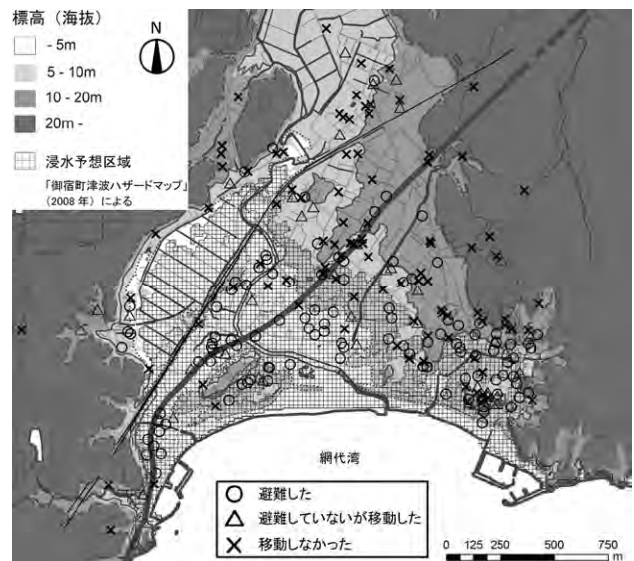 標高（海抜）
- 5m
5 - 10m
10 - 20m
20m -
浸水予想区域
「御宿町津波ハザードマップ」
（2008 年）による
N
網代湾
避難した
避難していないが移動した
移動しなかった
0 125 250 500 750
m